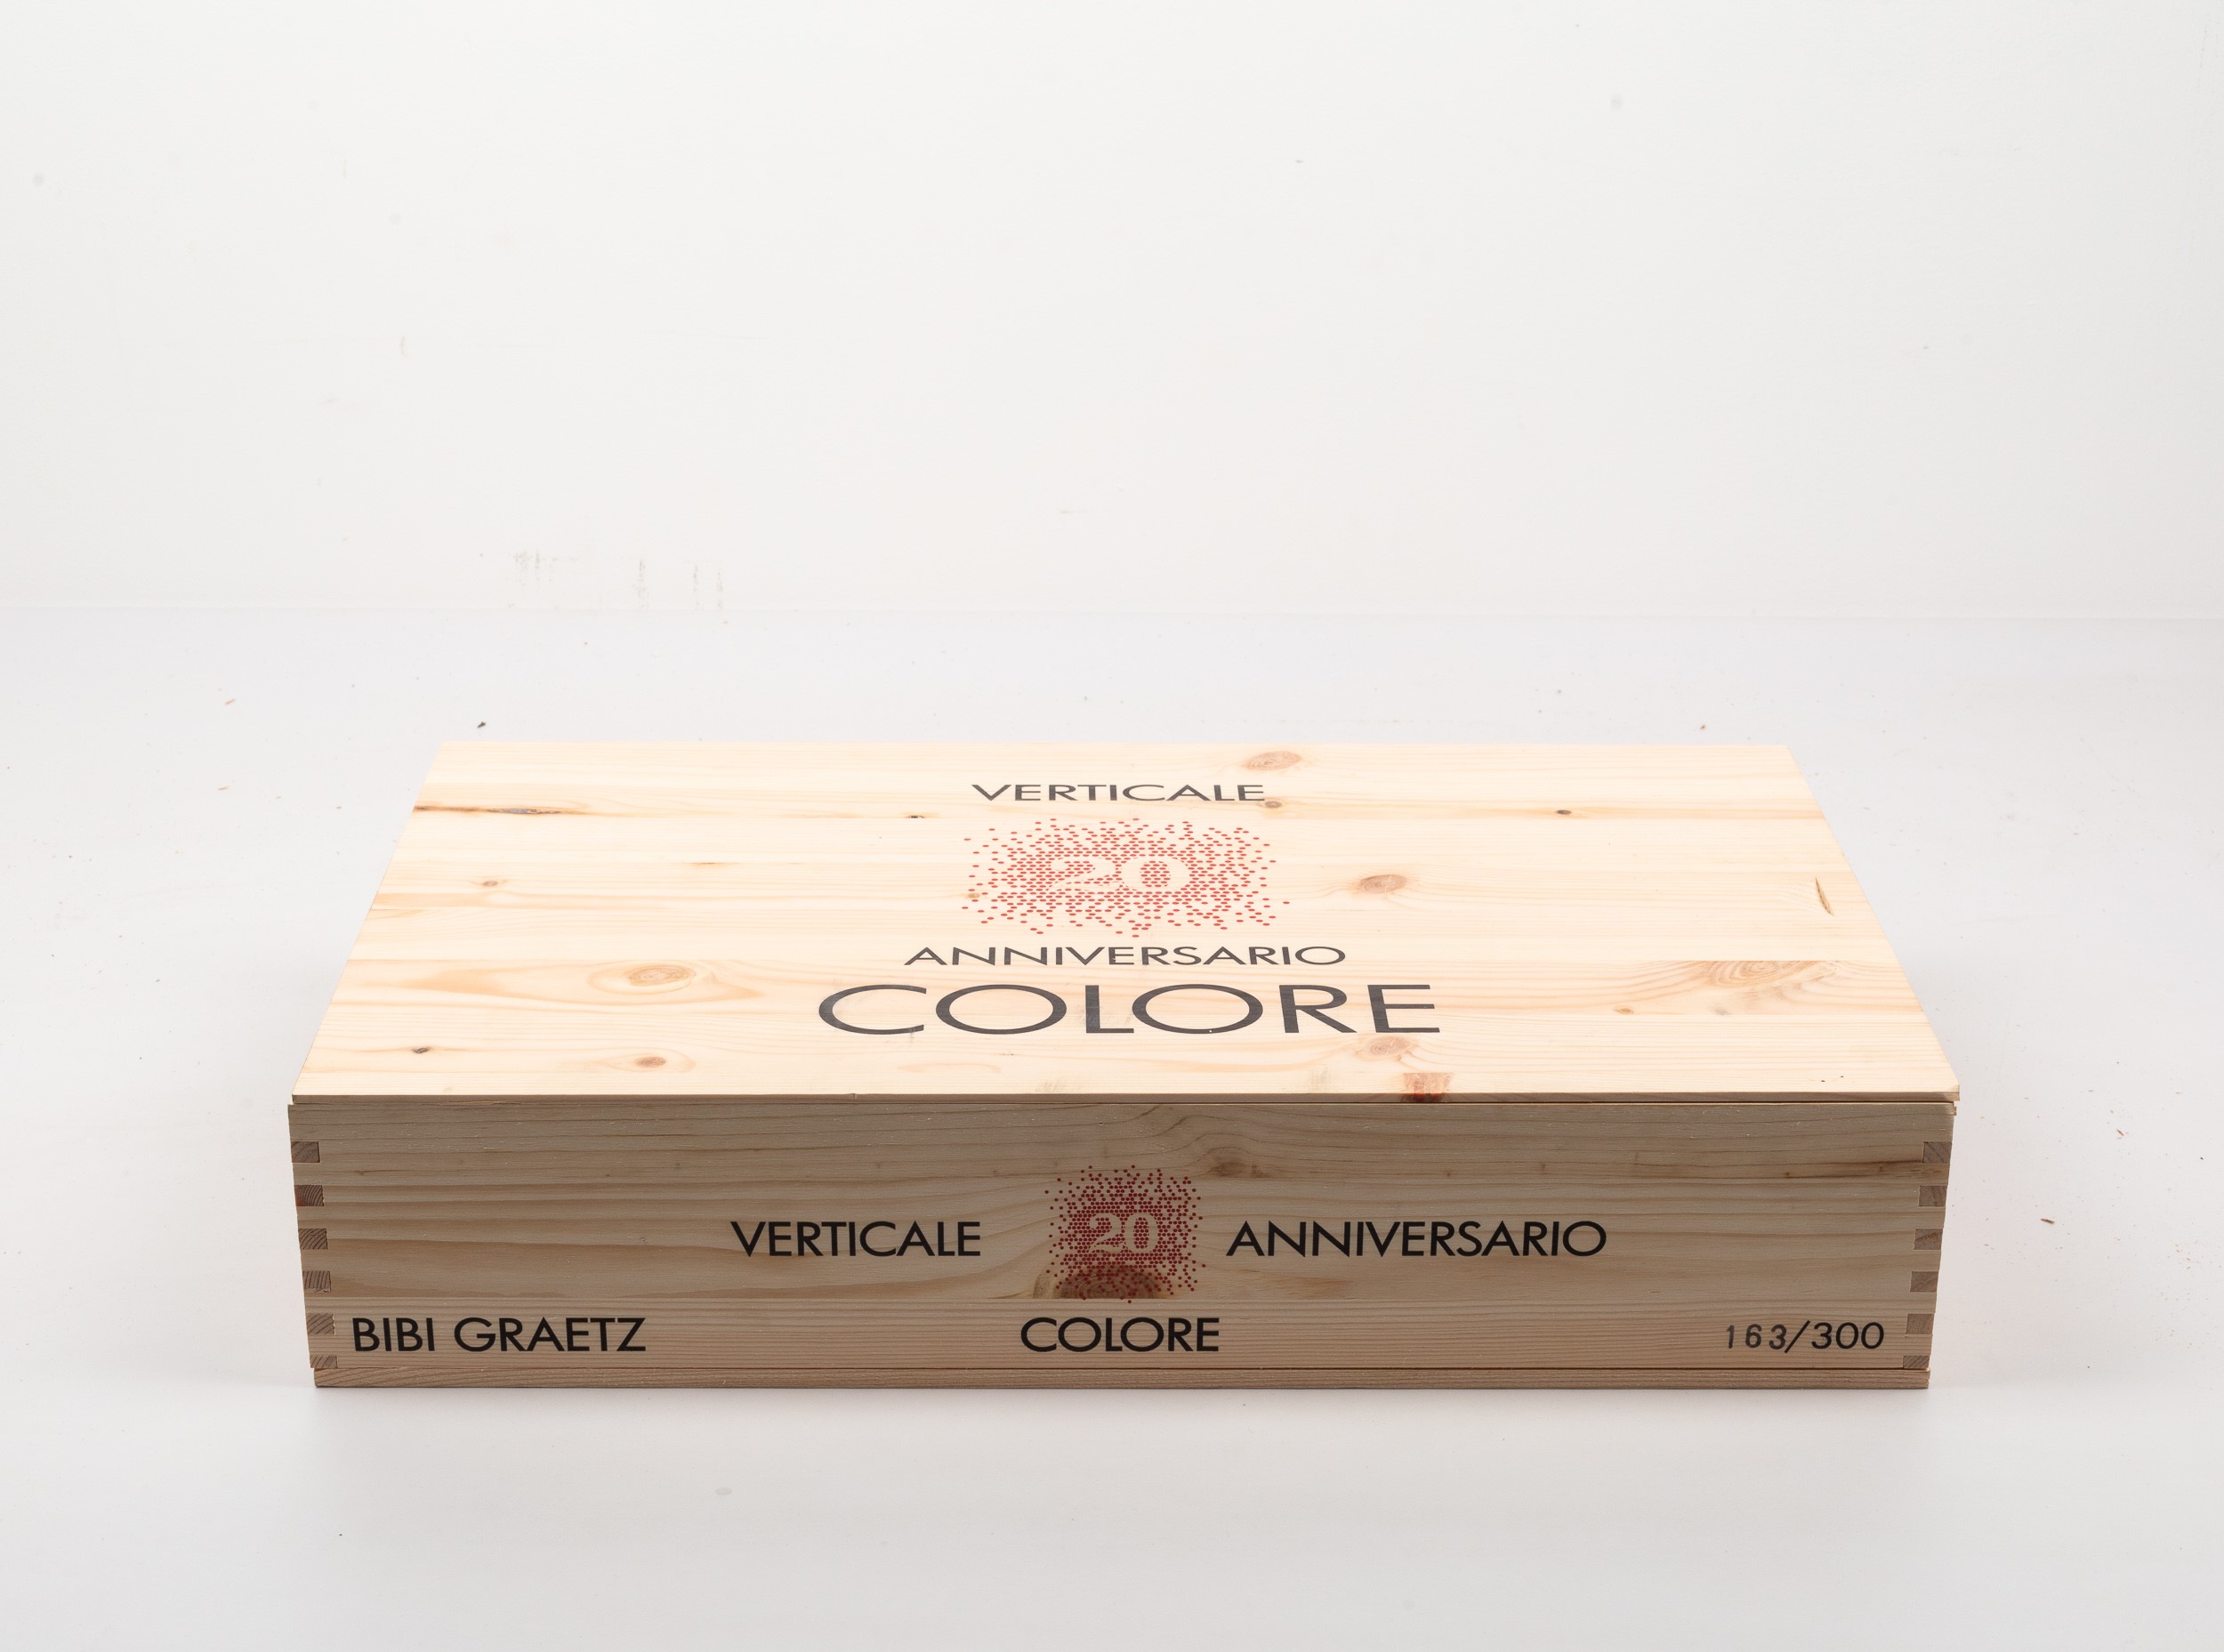 VERTICALE
20
ANNIVERSARIO
COLORE
VERTICALE 20 ANNIVERSARIO
BIBI GRAETZ COLORE 163/300